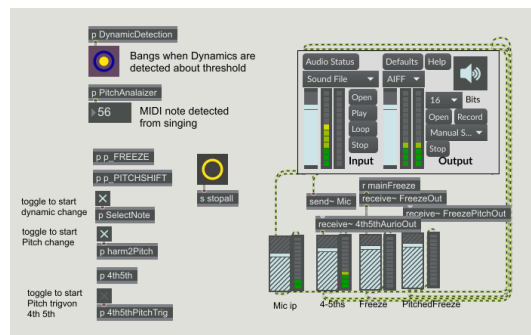 p DynamicDetection
Bangs when Dynamics are
detected about threshold
p PitchAnalaizer
56
MIDI note detected
from singing
p p_FREEZE
p p_PITCHSHIFT
s stopall
toggle to start
dynamic change
p SelectNote
toggle to start
Pitch change
p harm2Pitch
p 4th5th
toggle to start
Pitch trigvon
4th 5th
p 4th5thPitchTrig
Audio Status
Defaults
Help
Sound File
AIFF
Open
Play
Loop
Stop
Input
16
Bits
Open
Record
Manual S...
Stop
Output
r mainFreeze
send~ Mic
receive~ FreezeOut
receive~ FreezePitchOut
receive~ 4th5thAurioOut
Mic ip
4-5ths
Freeze
PitchedFreeze